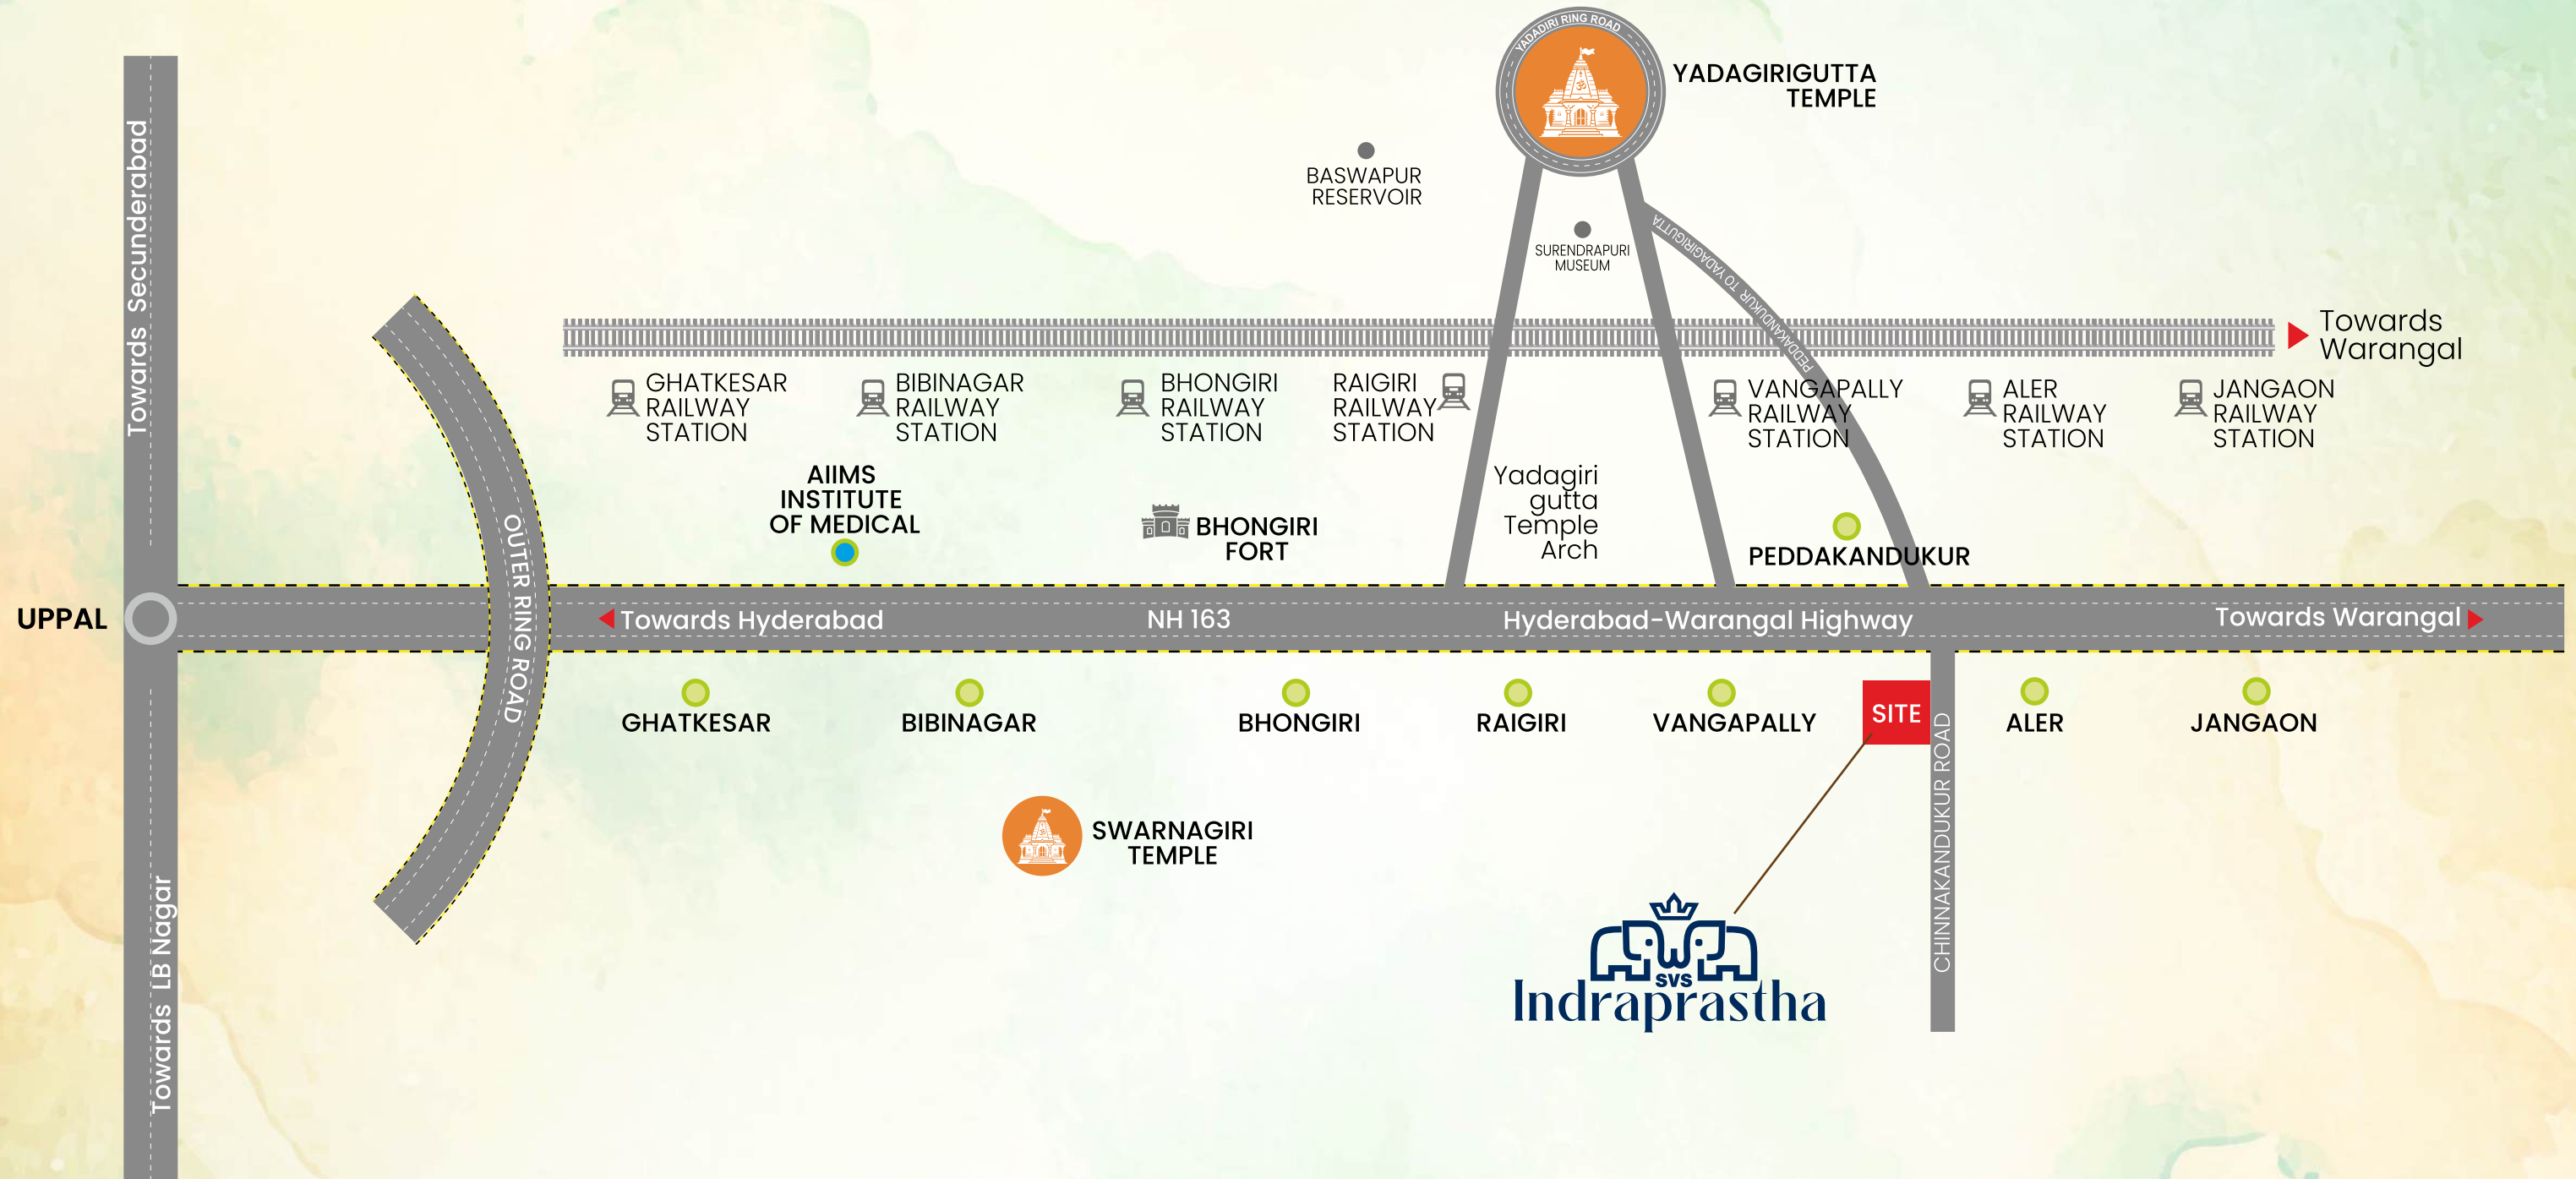 YADADIRI RING ROAD
YADAGIRIGUTTA
TEMPLE
BASWAPUR
RESERVOIR
SURENDRAPURI
MUSEUM
PEDDAKANDUKUR TO YADAGIRIGUTTA
Towards Secunderabad
Towards
Warangal
GHATKESAR
RAILWAY
STATION
BIBINAGAR
RAILWAY
STATION
BHONGIRI
RAILWAY
STATION
RAIGIRI
RAILWAY
STATION
VANGAPALLY
RAILWAY
STATION
ALER
RAILWAY
STATION
JANGAON
RAILWAY
STATION
AIIMS
INSTITUTE
OF MEDICAL
BHONGIRI
FORT
Yadagiri
gutta
Temple
Arch
PEDDAKANDUKUR
OUTER RING ROAD
UPPAL
Towards Hyderabad
NH 163
Hyderabad-Warangal Highway
Towards Warangal
GHATKESAR
BIBINAGAR
BHONGIRI
RAIGIRI
VANGAPALLY
SITE
ALER
JANGAON
CHINNAKANDUKUR ROAD
SWARNAGIRI
TEMPLE
Towards LB Nagar
SVS
Indraprastha